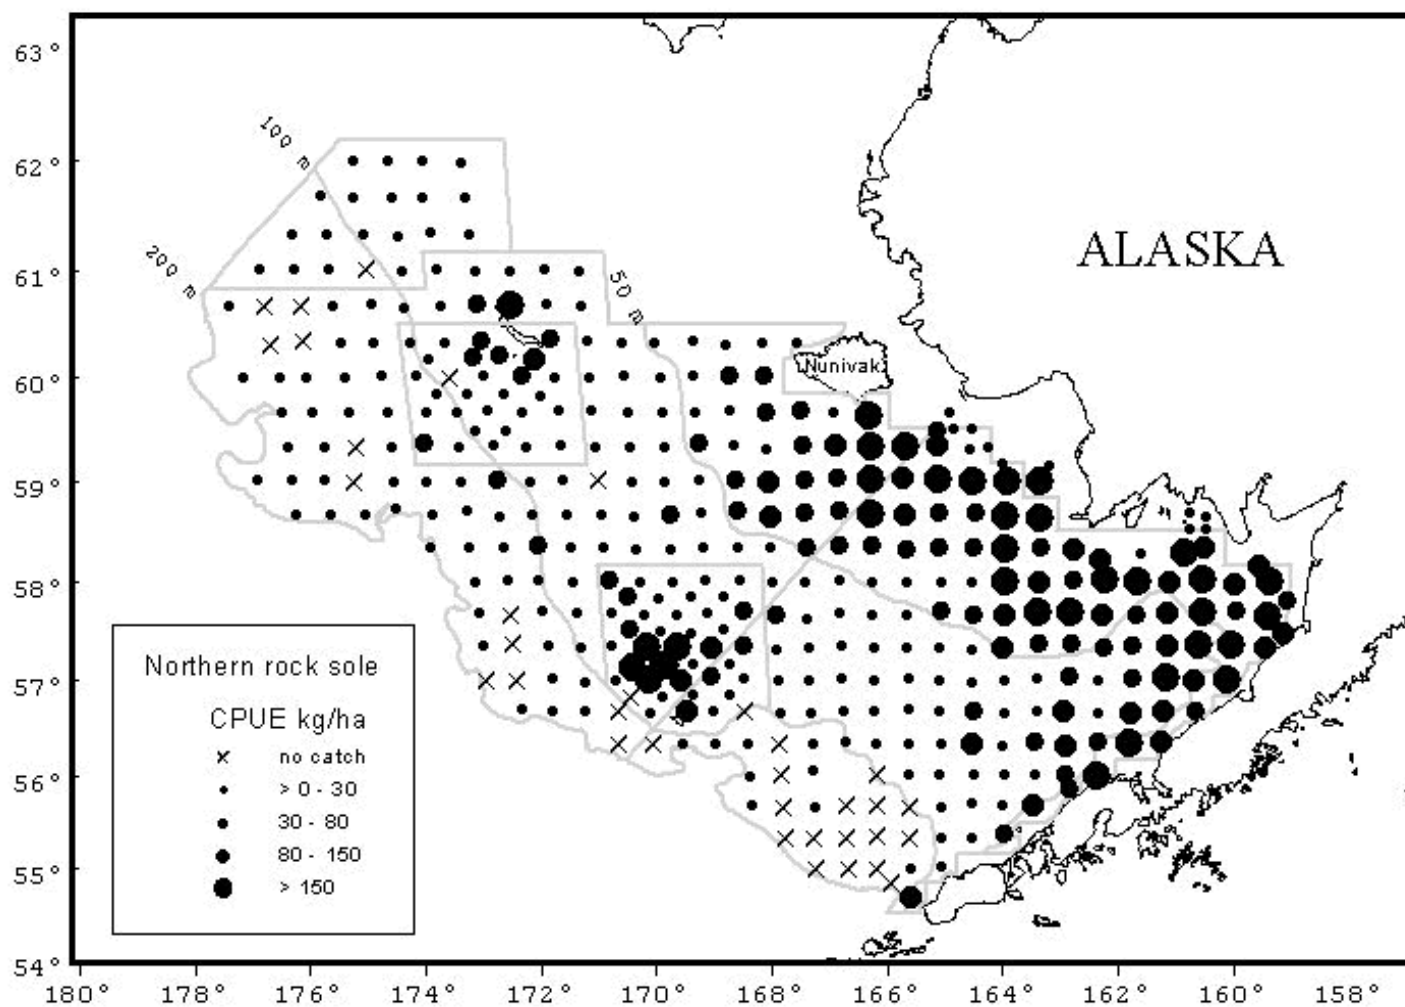 63°
62°
61°
60°
59°
58°
57°
56°
55°
54°
100 m
200 m
50 m
ALASKA
Nunivak
Northern rock sole
CPUE kg/ha
no catch
> 0 - 30
30 - 80
80 - 150
> 150
180° 178° 176° 174° 172° 170° 168° 166° 164° 162° 160° 158°